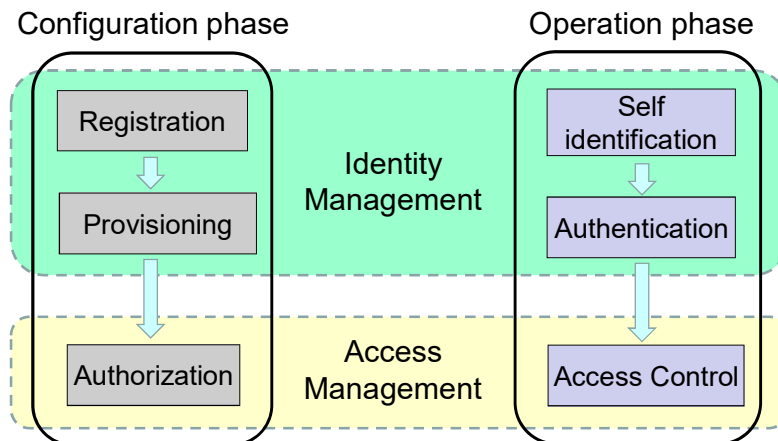 Configuration phase
Operation phase
Registration
Provisioning
Authorization
Identity
Management
Access
Management
Self
identification
Authentication
Access Control